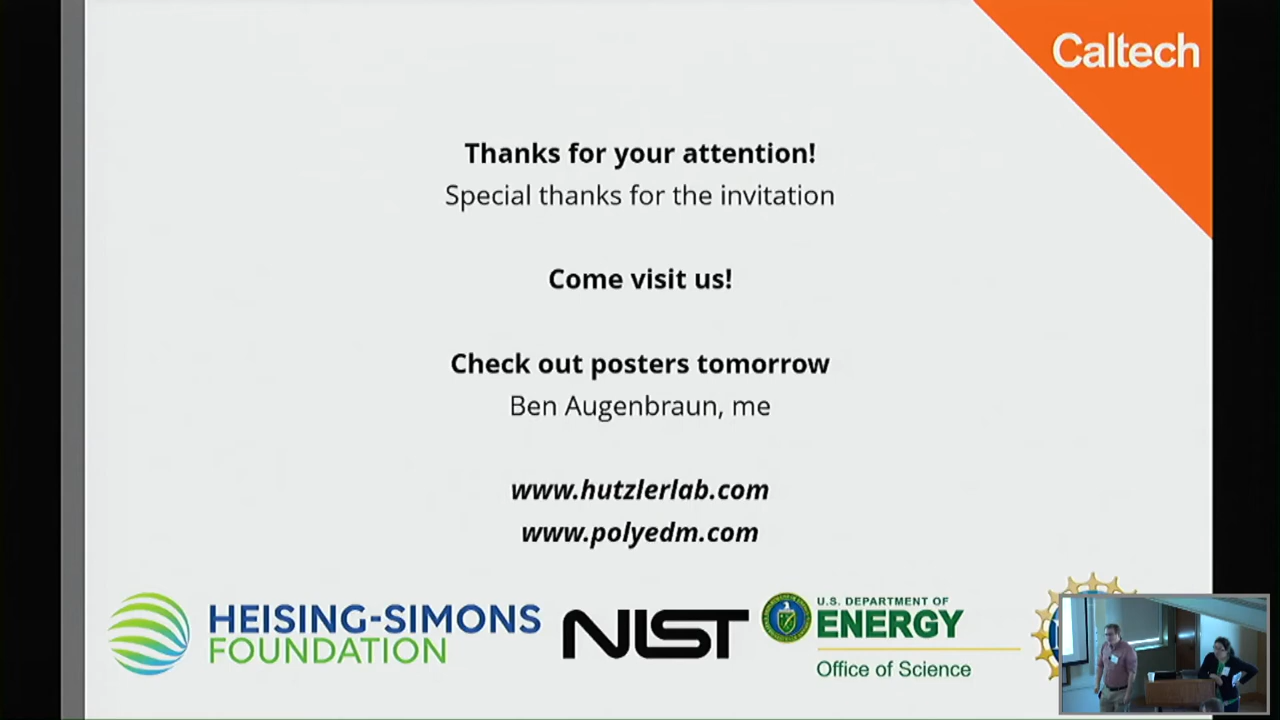 Caltech
Thanks for your attention!
Special thanks for the invitation
Come visit us!
Check out posters tomorrow
Ben Augenbraun, me
www.hutzlerlab.com
www.polyedm.com
HEISING-SIMONS
FOUNDATION
NIST
U.S. DEPARTMENT OF
ENERGY
Office of Science